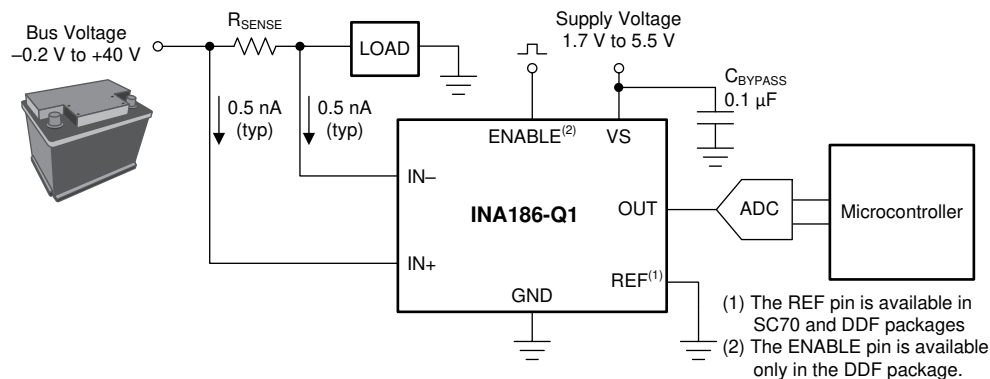 Bus Voltage
–0.2 V to +40 V
R_SENSE
LOAD
Supply Voltage
1.7 V to 5.5 V
C_BYPASS
0.1 µF
0.5 nA
(typ)
0.5 nA
(typ)
ENABLE(2)
VS
IN–
INA186-Q1
OUT
ADC
Microcontroller
IN+
GND
REF(1)
(1) The REF pin is available in
SC70 and DDF packages
(2) The ENABLE pin is available
only in the DDF package.